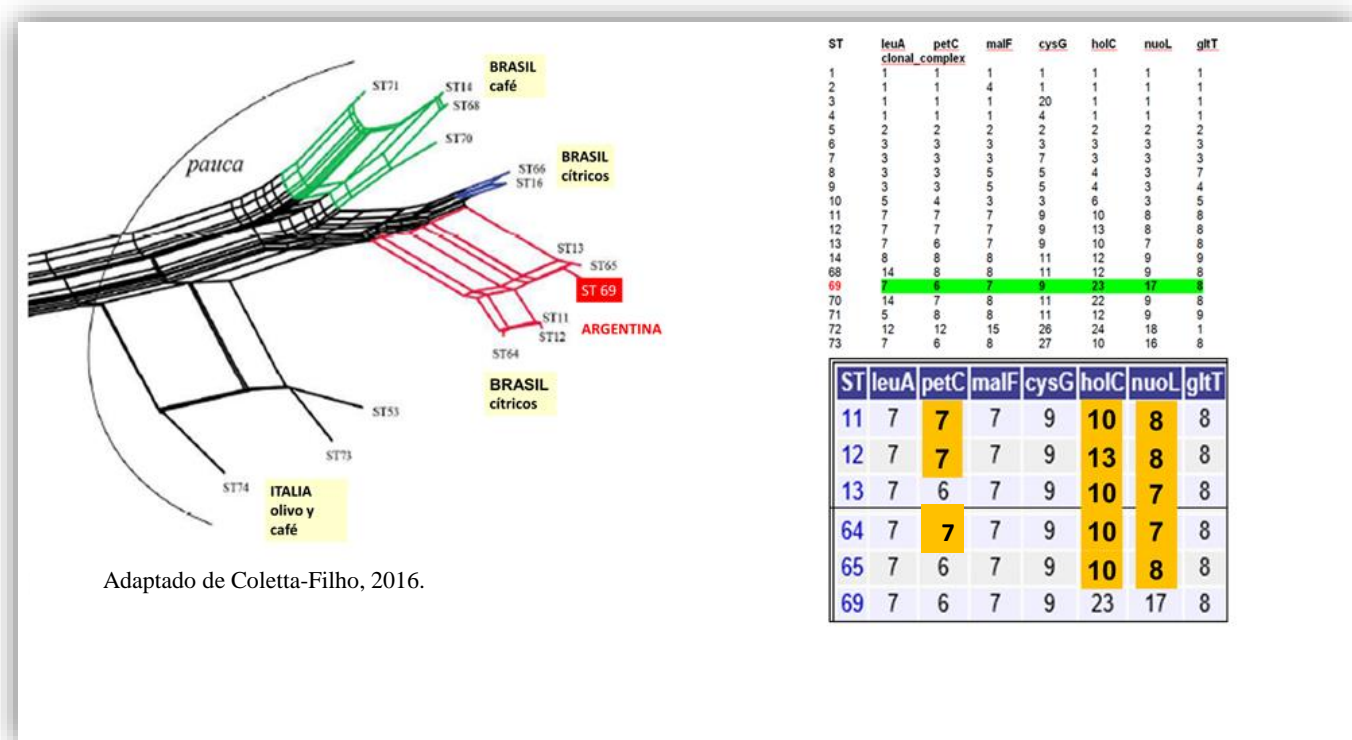 BRASIL
café
ST71
ST14
ST68
ST70
pauca
BRASIL
cítricos
ST66
ST16
ST13
ST65
ST 69
ST11
ST12
ARGENTINA
ST64
BRASIL
cítricos
ST53
ST73
ST74
ITALIA
olivo y
café
Adaptado de Coletta-Filho, 2016.
ST leuA petC malF cysG holC nuoL gltT
clonal_complex
1 1 1 1 1 1 1 1
2 1 1 4 1 1 1 1
3 1 1 1 20 1 1 1
4 1 1 1 4 1 1 1
5 2 2 2 2 2 2 2
6 3 3 3 3 3 3 3
7 3 3 3 7 3 3 3
8 3 3 5 5 4 3 7
9 3 3 5 5 4 3 4
10 5 4 3 3 6 3 5
11 7 7 7 9 10 8 8
12 7 7 7 9 13 8 8
13 7 6 7 9 10 7 8
14 8 8 8 11 12 9 9
68 14 8 8 11 12 9 8
69 7 6 7 9 23 17 8
70 14 7 8 11 22 9 8
71 5 8 8 11 12 9 9
72 12 12 15 26 24 18 1
73 7 6 8 27 10 16 8
ST leuA petC malF cysG holC nuoL gltT
11 7 7 7 9 10 8 8
12 7 7 7 9 13 8 8
13 7 6 7 9 10 7 8
64 7 7 7 9 10 7 8
65 7 6 7 9 10 8 8
69 7 6 7 9 23 17 8